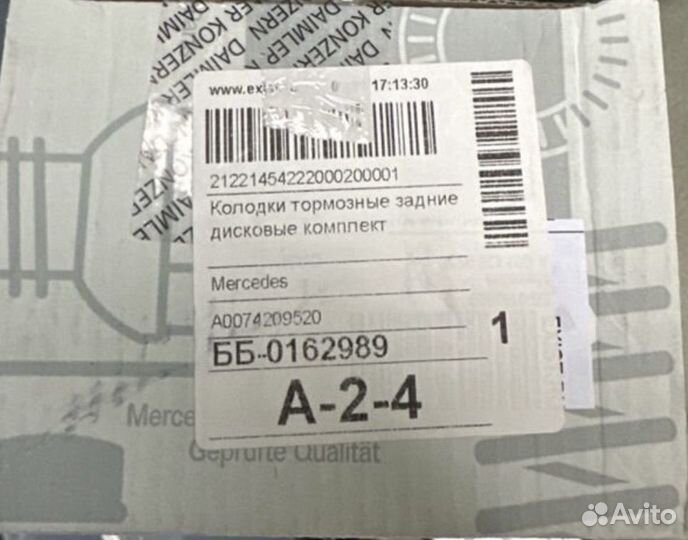 DAIMLER KONZERN
www.ex 17:13:30
21221454222000200001
Колодки тормозные задние
дисковые комплект
Mercedes
A0074209520
ББ-0162989
1
A-2-4
Merce
Geprüfte Qualität
Avito